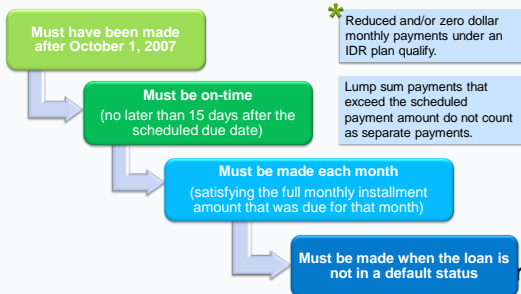 Must have been made
after October 1, 2007
*
Reduced and/or zero dollar
monthly payments under an
IDR plan qualify.
Must be on-time
(no later than 15 days after the
scheduled due date)
Lump sum payments that
exceed the scheduled
payment amount do not count
as separate payments.
Must be made each month
(satisfying the full monthly installment
amount that was due for that month)
Must be made when the loan is
not in a default status